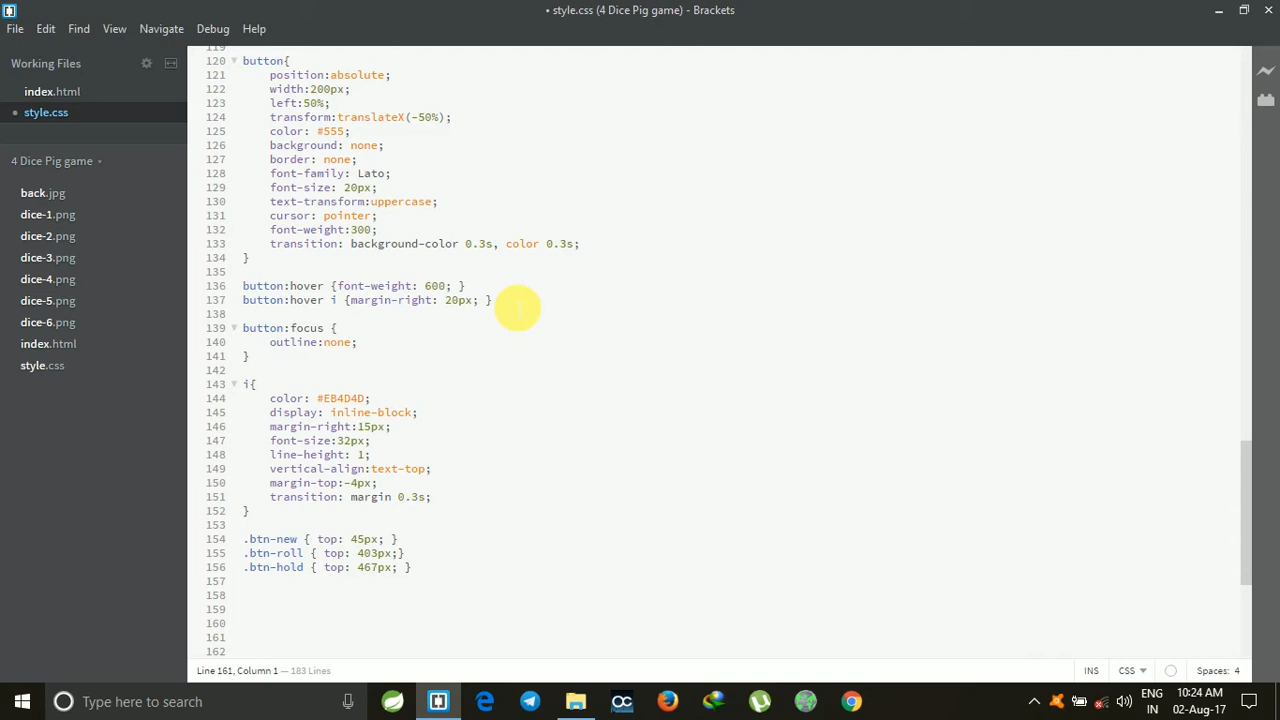 • style.css (4 Dice Pig game) - Brackets
File Edit Find View Navigate Debug Help
Working Files
index.html
• style.css
4 Dice Pig game
back.jpg
dice-1.png
dice-2.png
dice-3.png
dice-4.png
dice-5.png
dice-6.png
index.html
style.css
119
120 button{
121 position:absolute;
122 width:200px;
123 left:50%;
124 transform:translateX(-50%);
125 color: #555;
126 background: none;
127 border: none;
128 font-family: Lato;
129 font-size: 20px;
130 text-transform:uppercase;
131 cursor: pointer;
132 font-weight:300;
133 transition: background-color 0.3s, color 0.3s;
134 }
135
136 button:hover {font-weight: 600; }
137 button:hover i {margin-right: 20px; }
138
139 button:focus {
140 outline:none;
141 }
142
143 i{
144 color: #EB4D4D;
145 display: inline-block;
146 margin-right:15px;
147 font-size:32px;
148 line-height: 1;
149 vertical-align:text-top;
150 margin-top:-4px;
151 transition: margin 0.3s;
152 }
153
154 .btn-new { top: 45px; }
155 .btn-roll { top: 403px;}
156 .btn-hold { top: 467px; }
157
158
159
160
161
162
Line 161, Column 1 — 183 Lines
INS CSS Spaces: 4
Type here to search
ENG
IN
10:24 AM
02-Aug-17